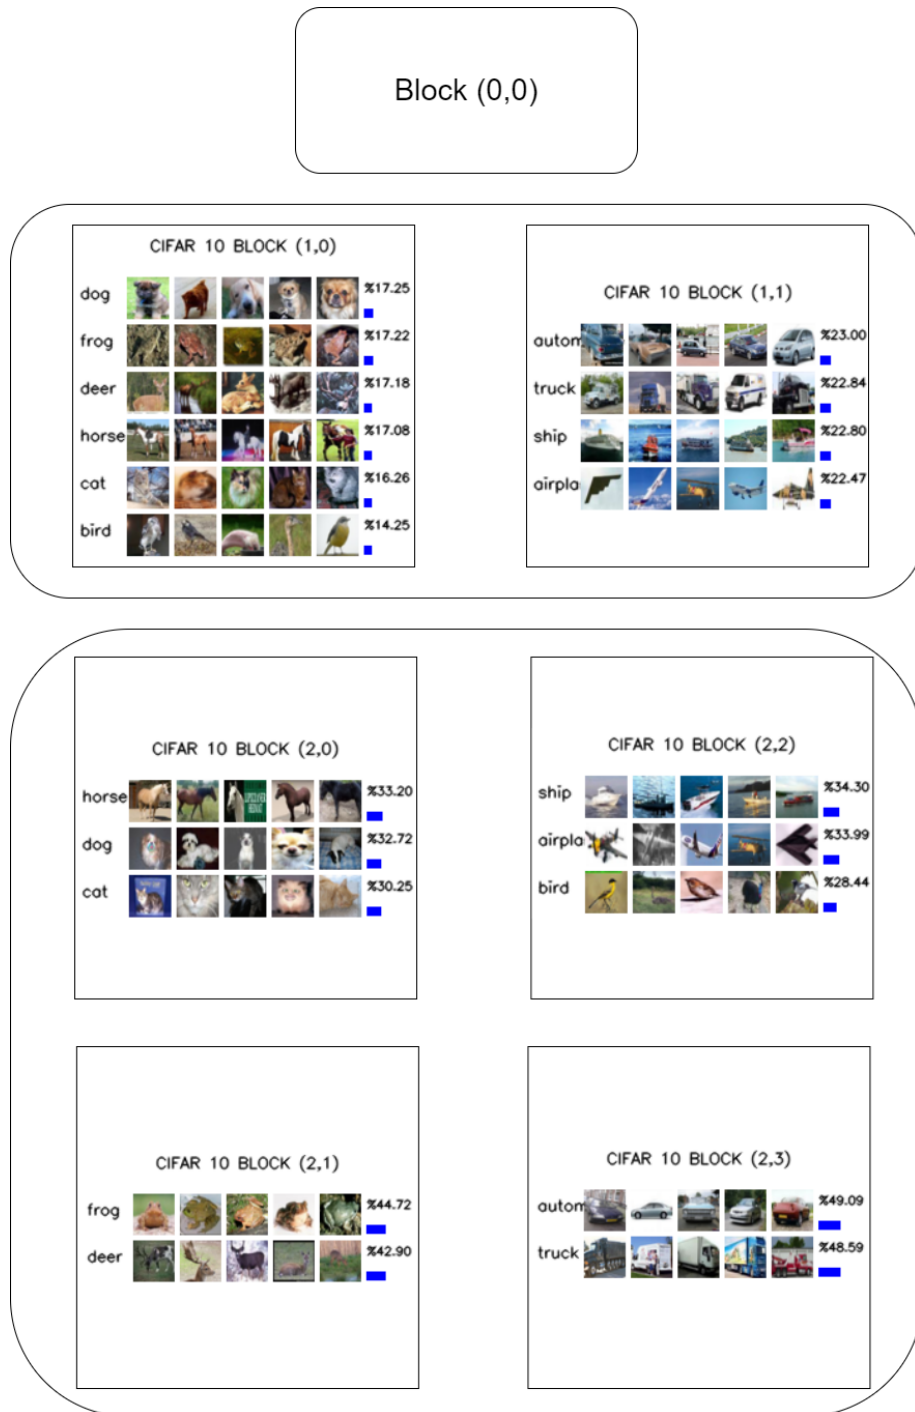 Block (0,0)
CIFAR 10 BLOCK (1,0)
dog %17.25
frog %17.22
deer %17.18
horse %17.08
cat %16.26
bird %14.25
CIFAR 10 BLOCK (1,1)
autom %23.00
truck %22.84
ship %22.80
airpla %22.47
CIFAR 10 BLOCK (2,0)
horse %33.20
dog %32.72
cat %30.25
CIFAR 10 BLOCK (2,2)
ship %34.30
airpla %33.99
bird %28.44
CIFAR 10 BLOCK (2,1)
frog %44.72
deer %42.90
CIFAR 10 BLOCK (2,3)
autom %49.09
truck %48.59